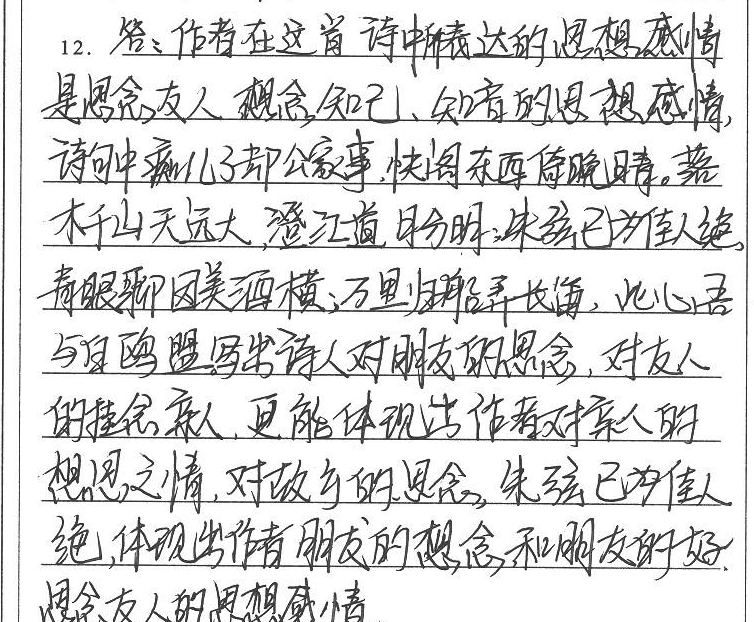 12. 答：作者在这首诗中所表达的思想感情
是思念友人 想念知己、知音的思想感情，
诗句中痴儿了却公家事，快阁东西倚晚晴。落
木千山天远大，澄江道月分明；朱弦已为佳人绝，
青眼聊因美酒横；万里归船弄长笛，此心吾
与白鸥盟写出诗人对朋友的思念，对友人
的挂念亲人，更能体现出作者对亲人的
想思之情，对故乡的思念。朱弦已为佳人
绝，体现出作者朋友的想念和朋友的好
思念友人的思想感情